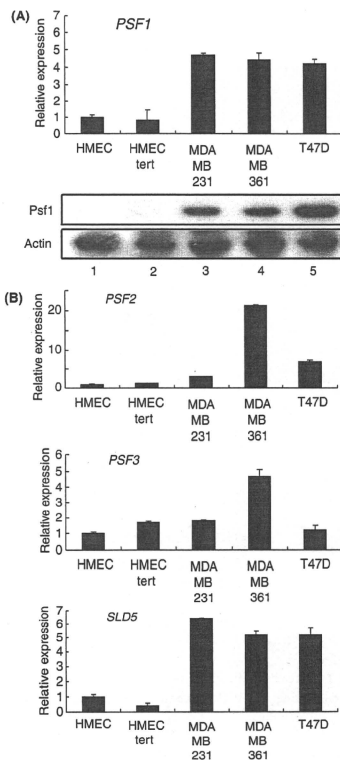 (A)
PSF1
Relative expression
7
6
5
4
3
2
1
0
HMEC
HMEC tert
MDA MB 231
MDA MB 361
T47D
Psf1
Actin
1 2 3 4 5
(B)
PSF2
Relative expression
20
10
0
HMEC
HMEC tert
MDA MB 231
MDA MB 361
T47D
PSF3
Relative expression
6
5
4
3
2
1
0
HMEC
HMEC tert
MDA MB 231
MDA MB 361
T47D
SLD5
Relative expression
7
6
5
4
3
2
1
0
HMEC
HMEC tert
MDA MB 231
MDA MB 361
T47D